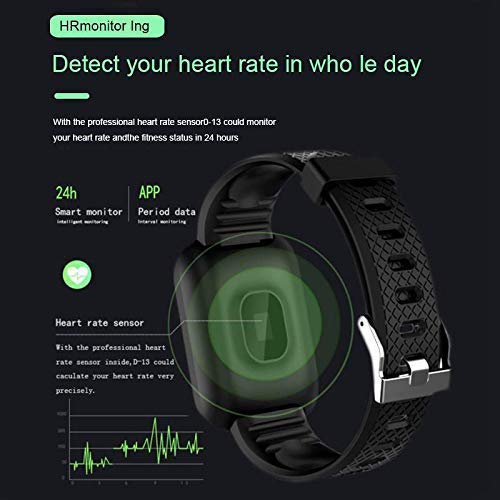 HRmonitor Ing
Detect your heart rate in who le day
With the professional heart rate sensor0-13 could monitor
your heart rate andthe fitness status in 24 hours
24h
APP
Smart monitor
Period data
intelligent monitoring
Interval monitoring
Heart rate sensor
With the professional heart
rate sensor inside,D-13 could
caculate your heart rate very
precisely.